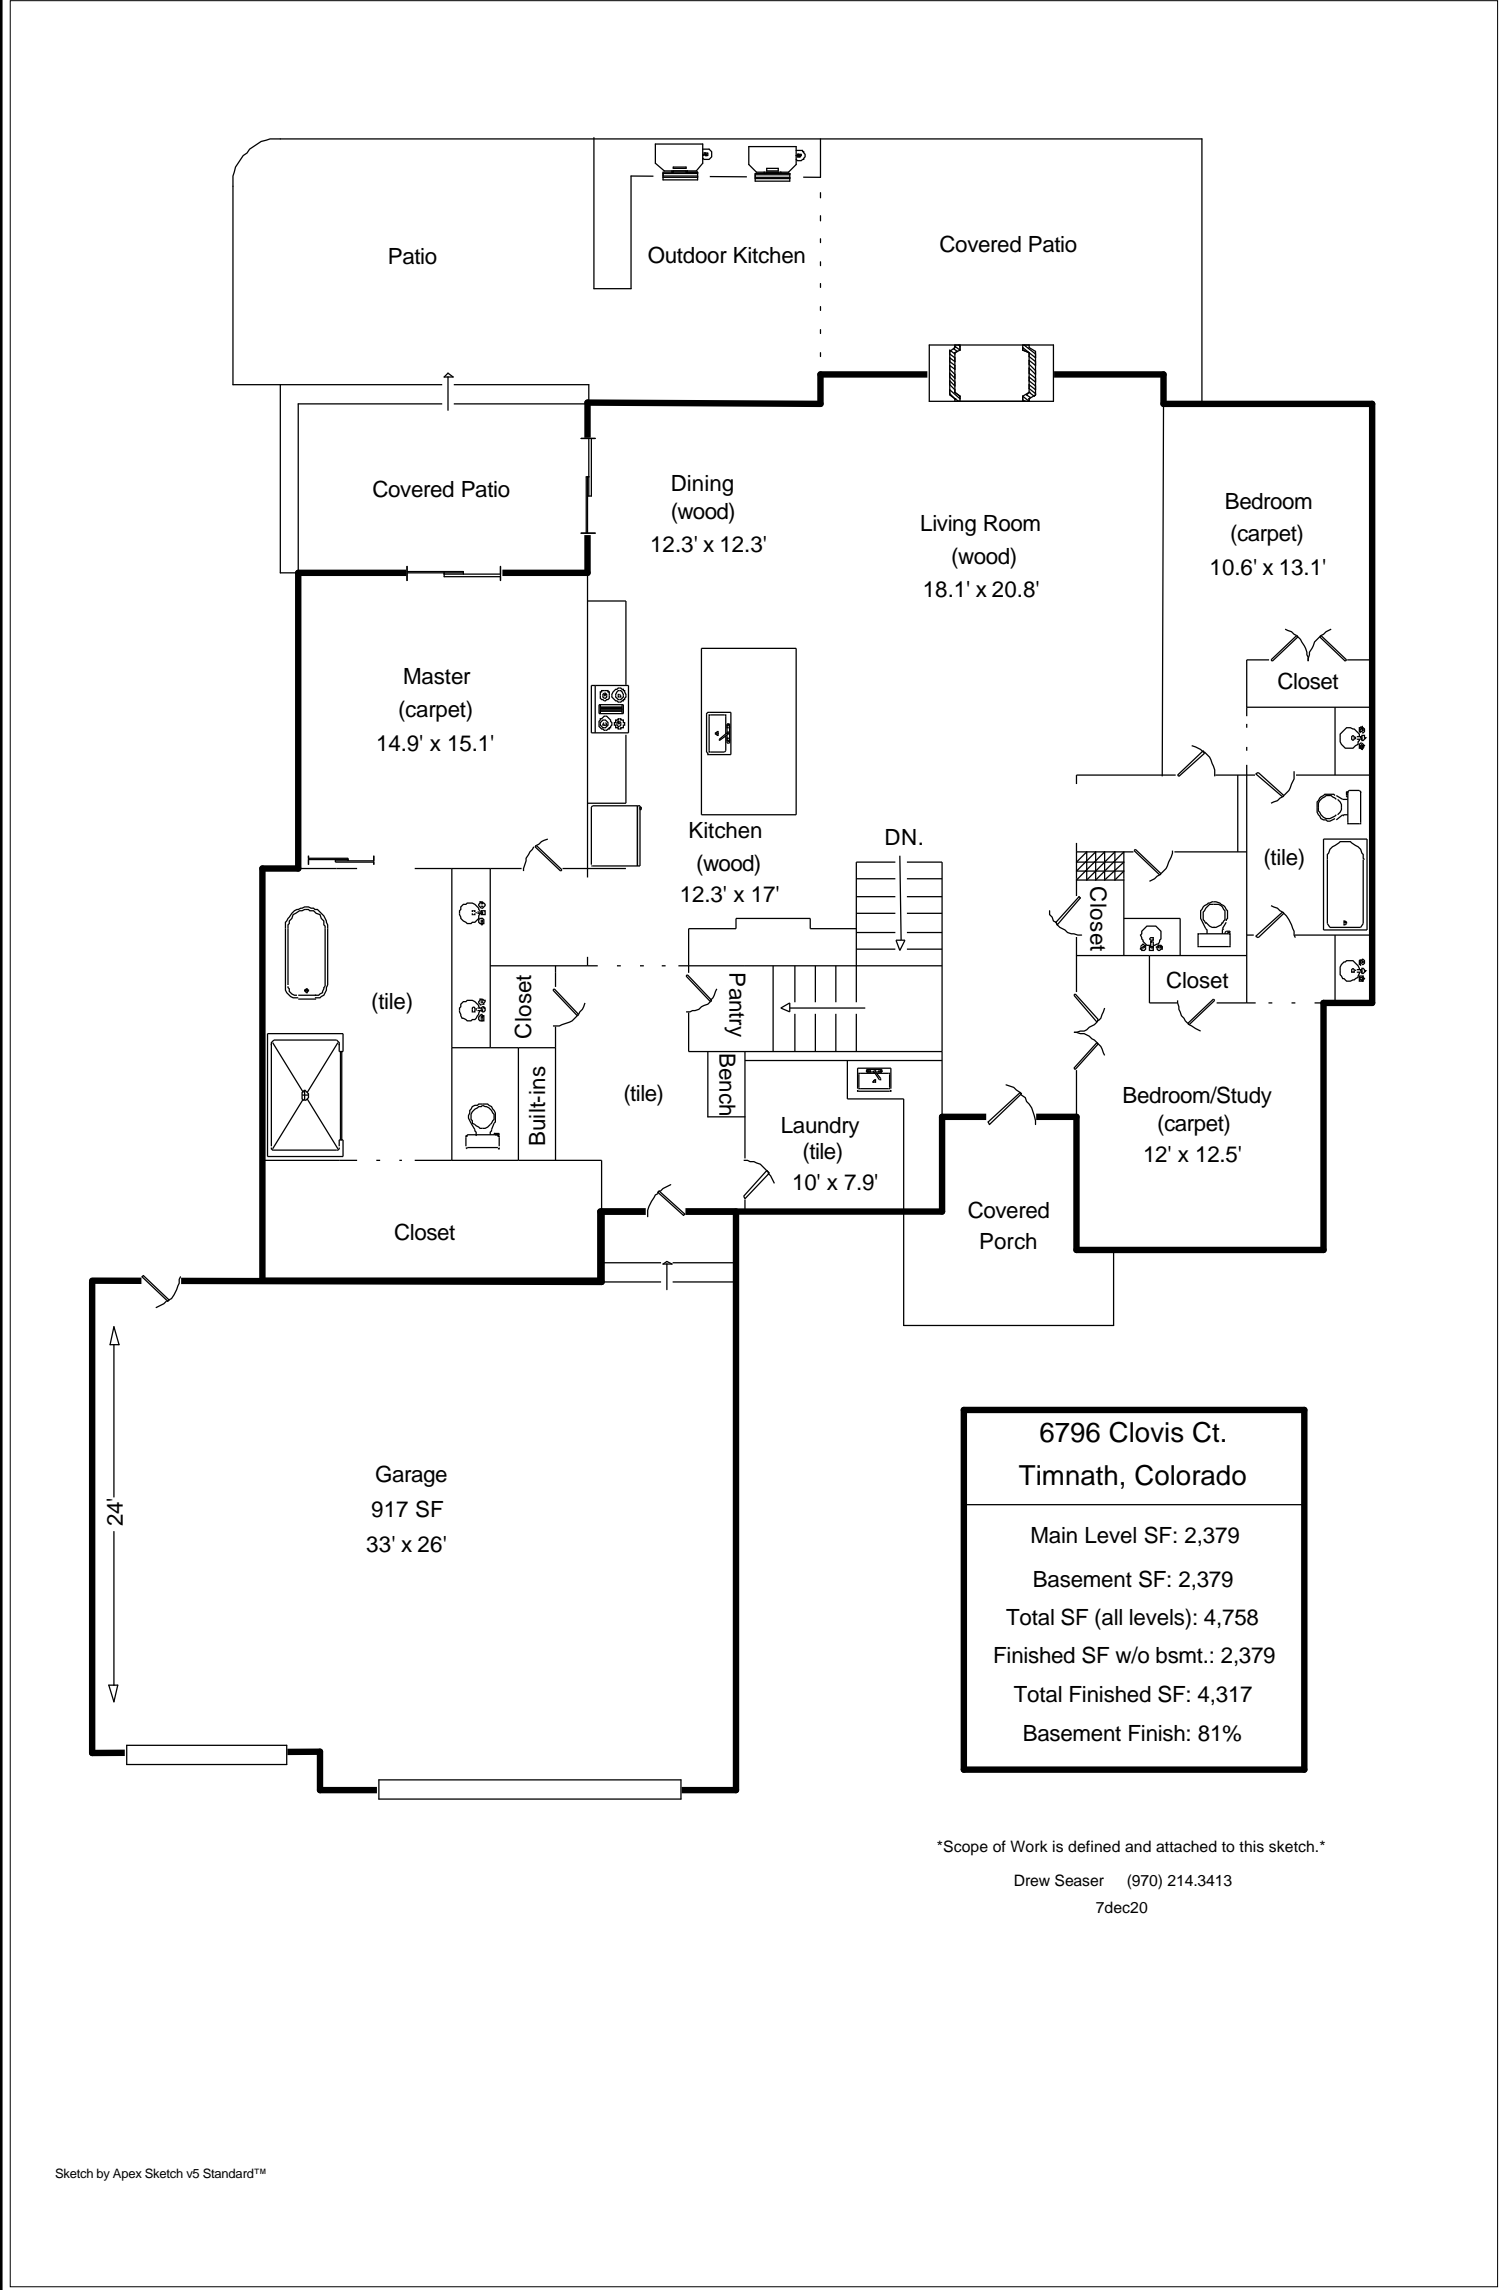 Patio
Outdoor Kitchen
Covered Patio
Covered Patio
Dining
(wood)
12.3' x 12.3'
Living Room
(wood)
18.1' x 20.8'
Bedroom
(carpet)
10.6' x 13.1'
Closet
Master
(carpet)
14.9' x 15.1'
Kitchen
(wood)
12.3' x 17'
DN.
(tile)
Closet
Closet
(tile)
Closet
Pantry
Built-ins
(tile)
Bench
Laundry
(tile)
10' x 7.9'
Bedroom/Study
(carpet)
12' x 12.5'
Covered
Porch
Closet
24'
Garage
917 SF
33' x 26'
6796 Clovis Ct.
Timnath, Colorado
Main Level SF: 2,379
Basement SF: 2,379
Total SF (all levels): 4,758
Finished SF w/o bsmt.: 2,379
Total Finished SF: 4,317
Basement Finish: 81%
*Scope of Work is defined and attached to this sketch.*
Drew Seaser (970) 214.3413
7dec20
Sketch by Apex Sketch v5 Standard™